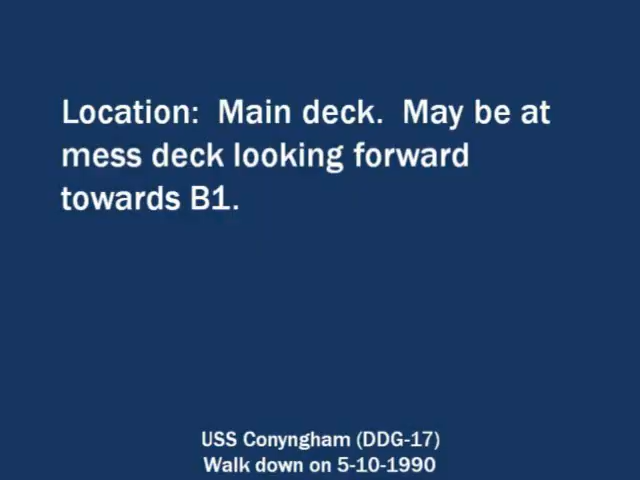 Location:  Main deck.  May be at
mess deck looking forward
towards B1.
USS Conyngham (DDG-17)
Walk down on 5-10-1990